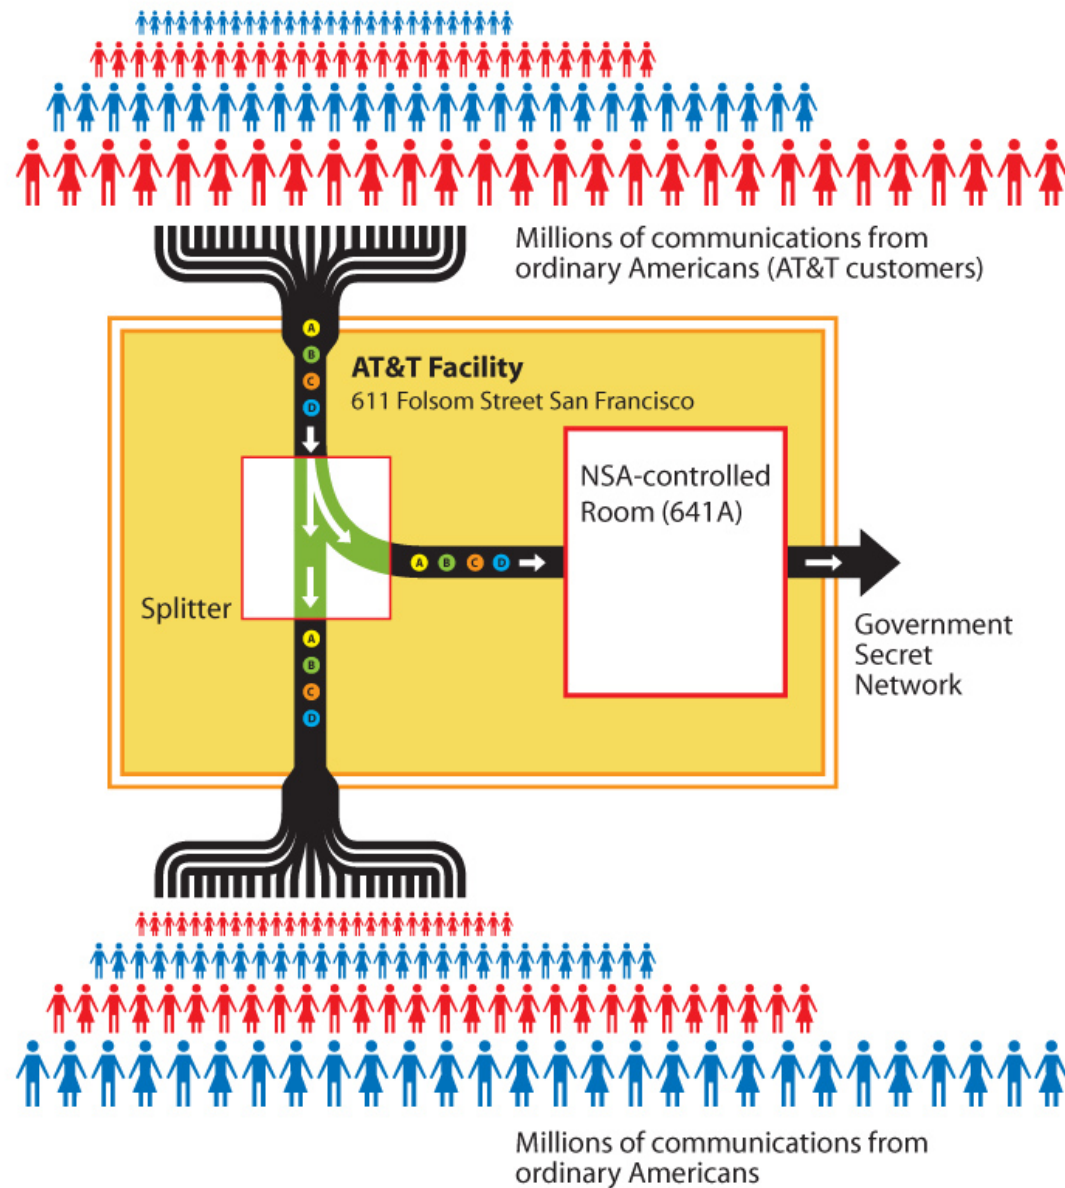 Millions of communications from
ordinary Americans (AT&T customers)
A
B
C
D
AT&T Facility
611 Folsom Street San Francisco
NSA-controlled
Room (641A)
A B C D
Splitter
Government
Secret
Network
A
B
C
D
Millions of communications from
ordinary Americans